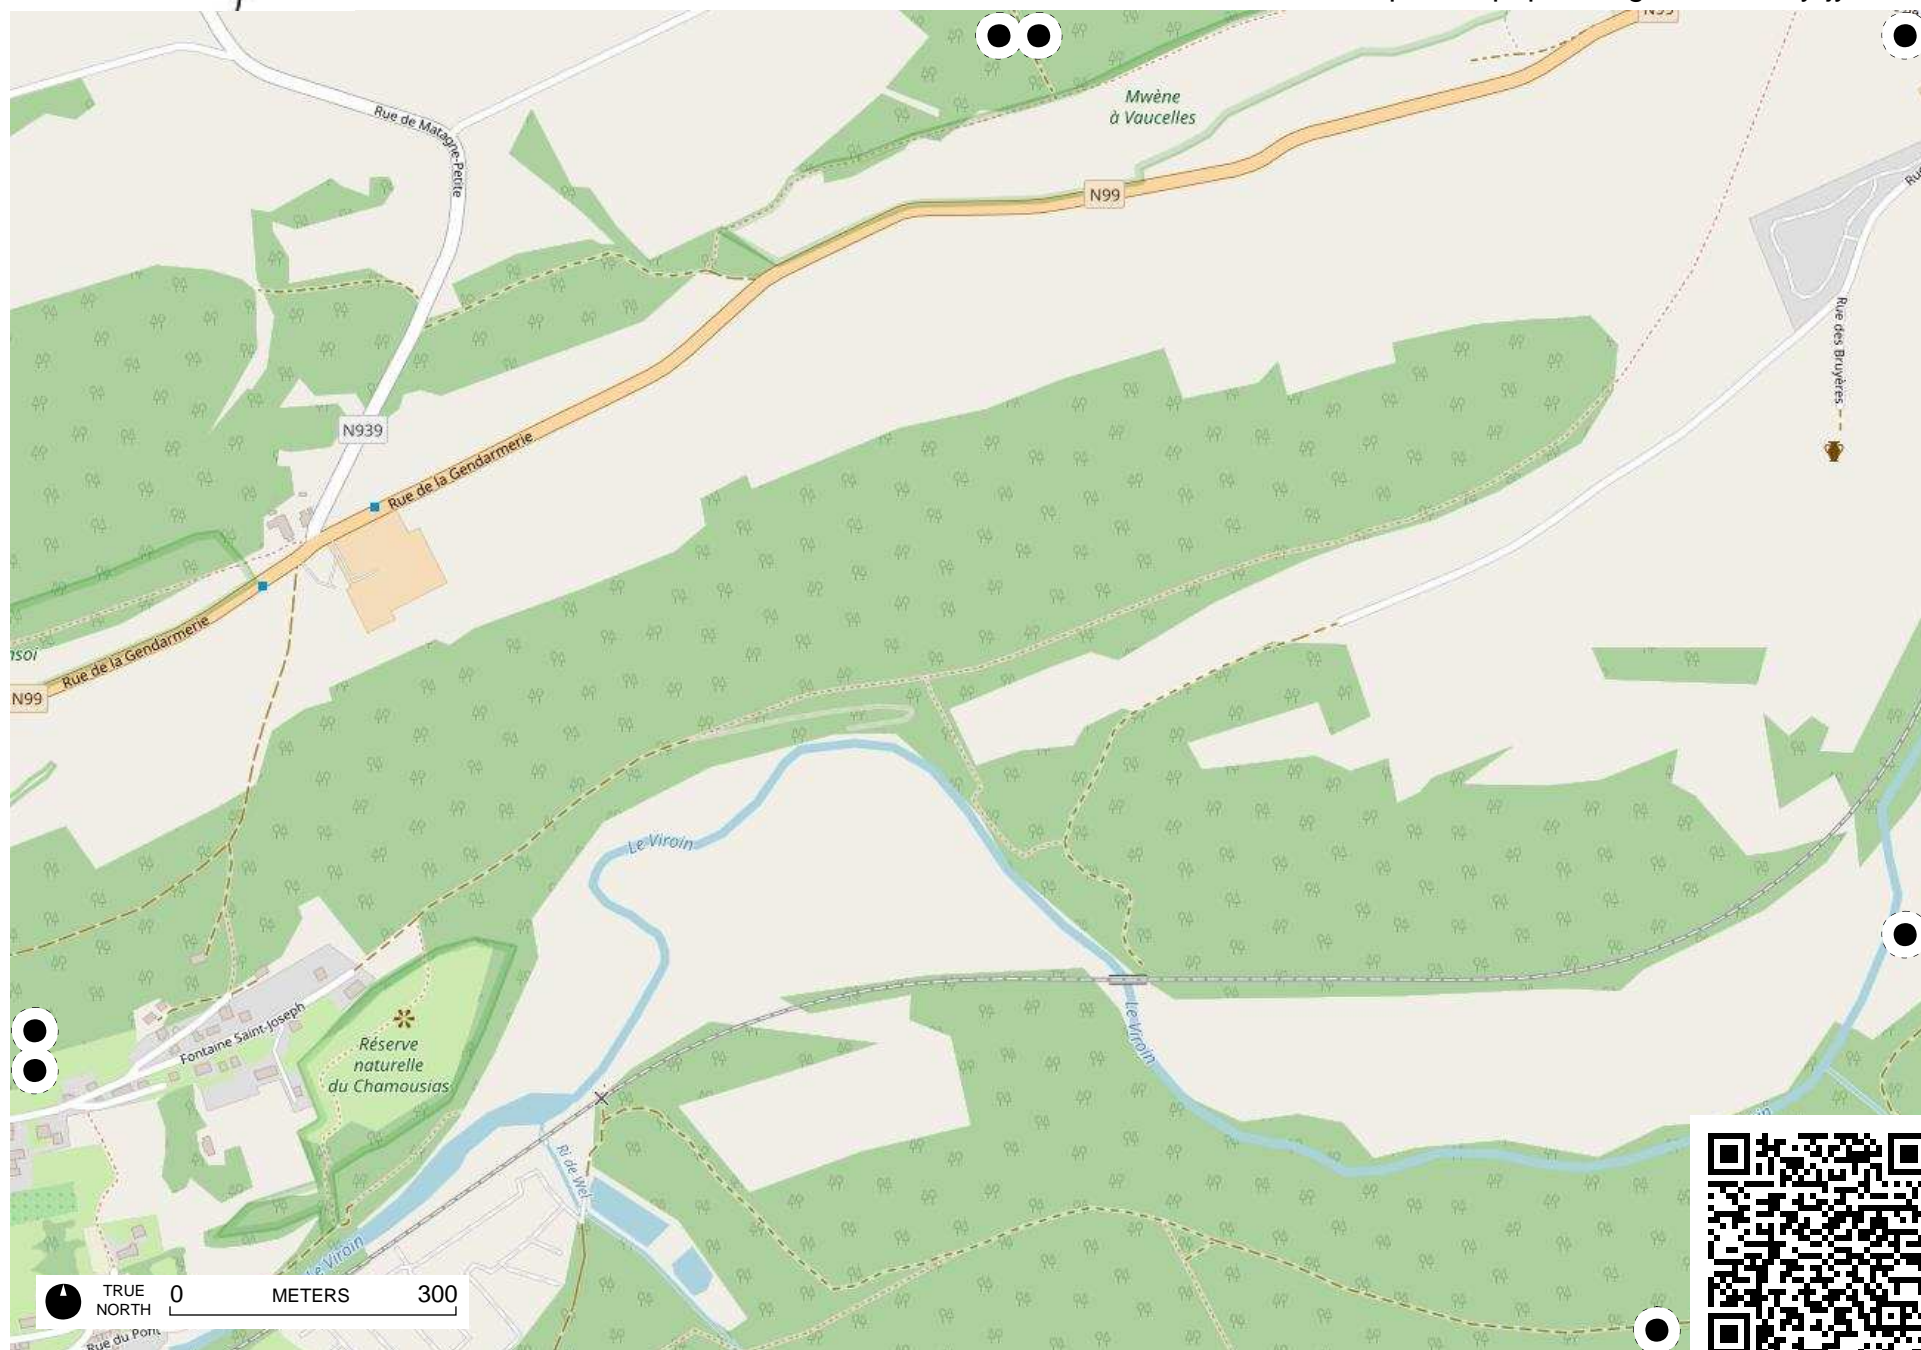 N99
Mwène
à Vaucelles
Rue de Matagne-Petite
N99
Rue des Bruyères
N939
Rue de la Gendarmerie
Rue de la Gendarmerie
N99
Le Viroin
Fontaine Saint-Joseph
Réserve
naturelle
du Chamousias
Le Viroin
Ri de Wel
Le Viroin
TRUE
NORTH
0 METERS 300
Rue du Pont